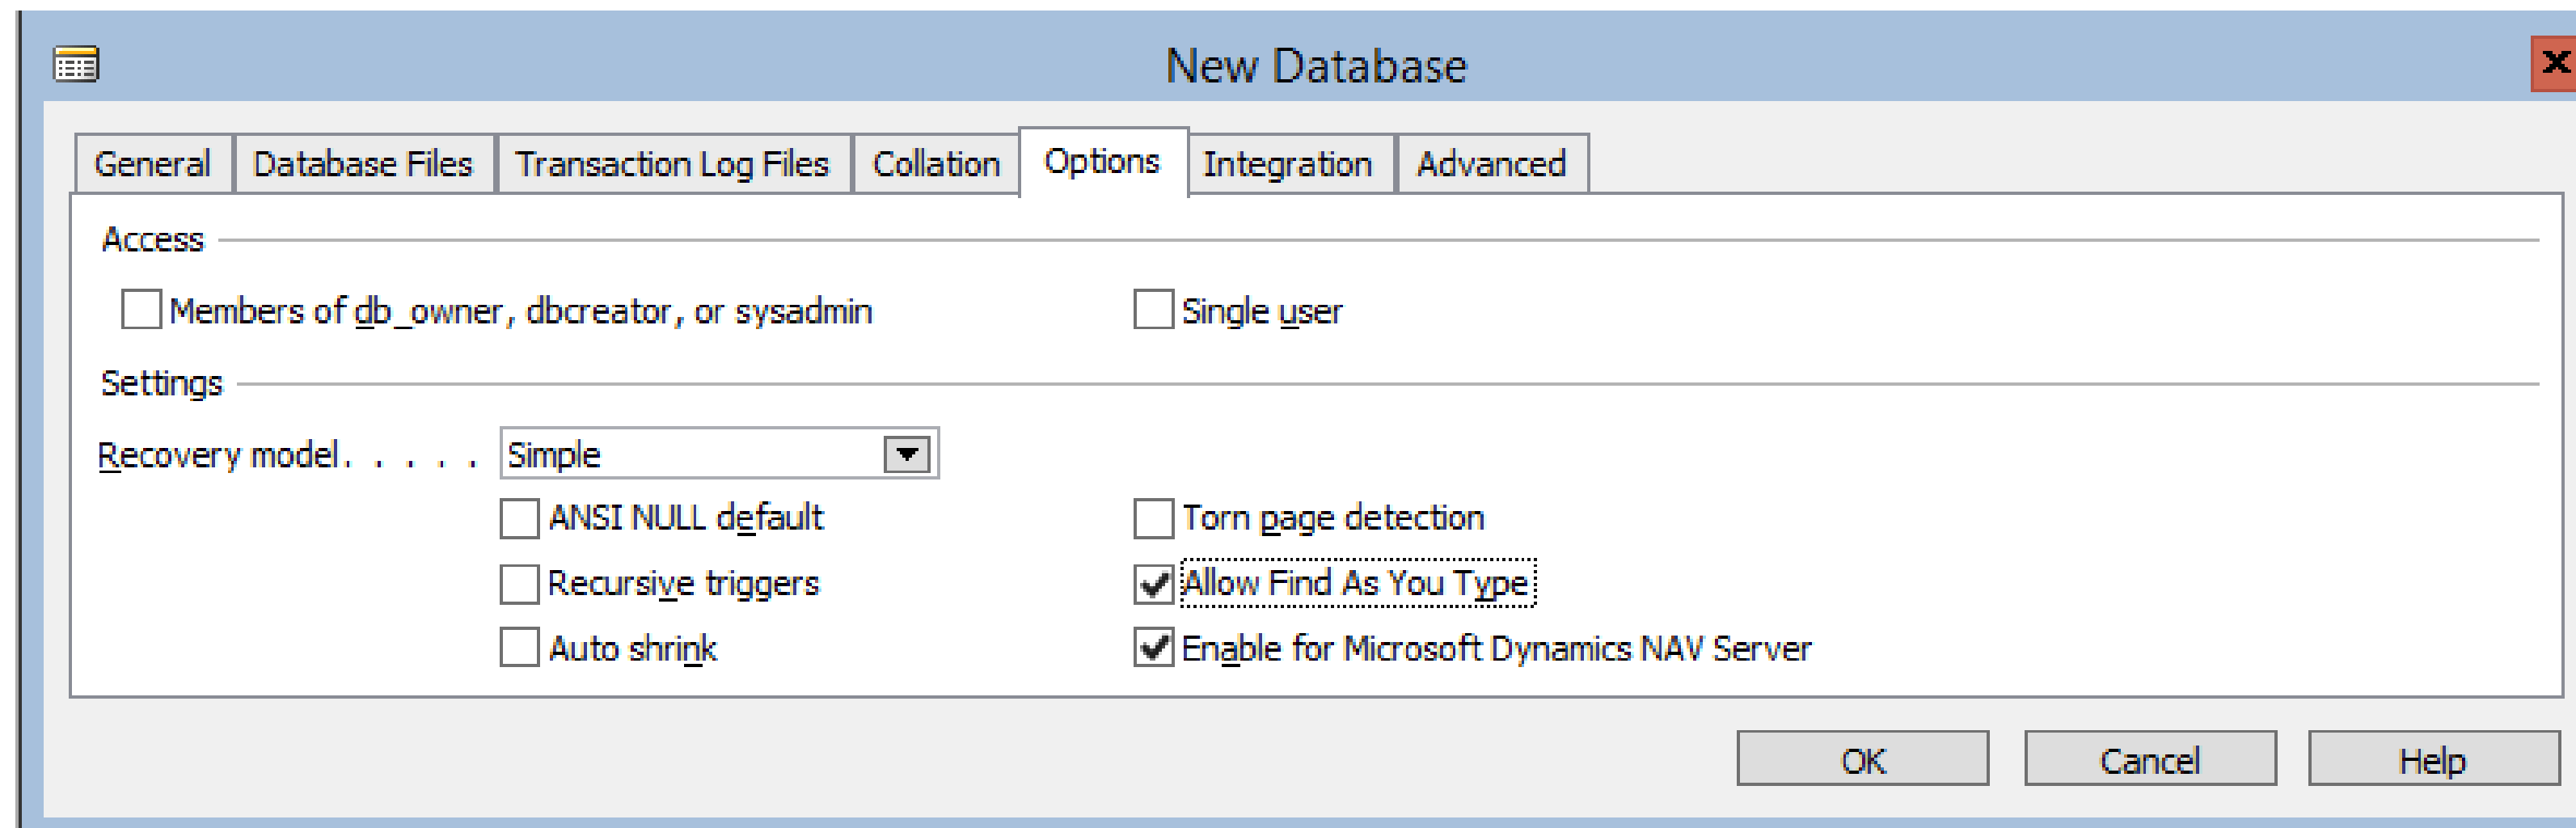 New Database
General Database Files Transaction Log Files Collation Options Integration Advanced
Access
Members of db_owner, dbcreator, or sysadmin Single user
Settings
Recovery model. . . . . Simple
ANSI NULL default Torn page detection
Recursive triggers Allow Find As You Type
Auto shrink Enable for Microsoft Dynamics NAV Server
OK Cancel Help